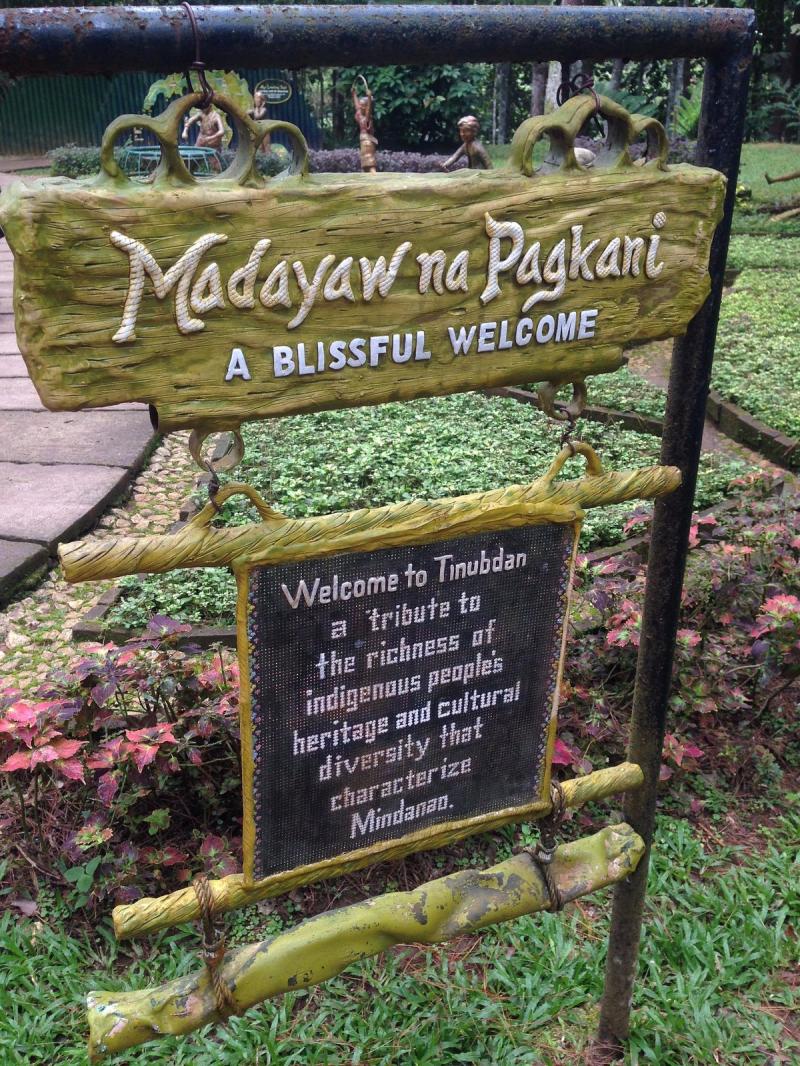 Madayaw na Pagkani
A BLISSFUL WELCOME
Welcome to Tinubdan
a tribute to
the richness of
indigenous people's
heritage and cultural
diversity that
characterize
Mindanao.